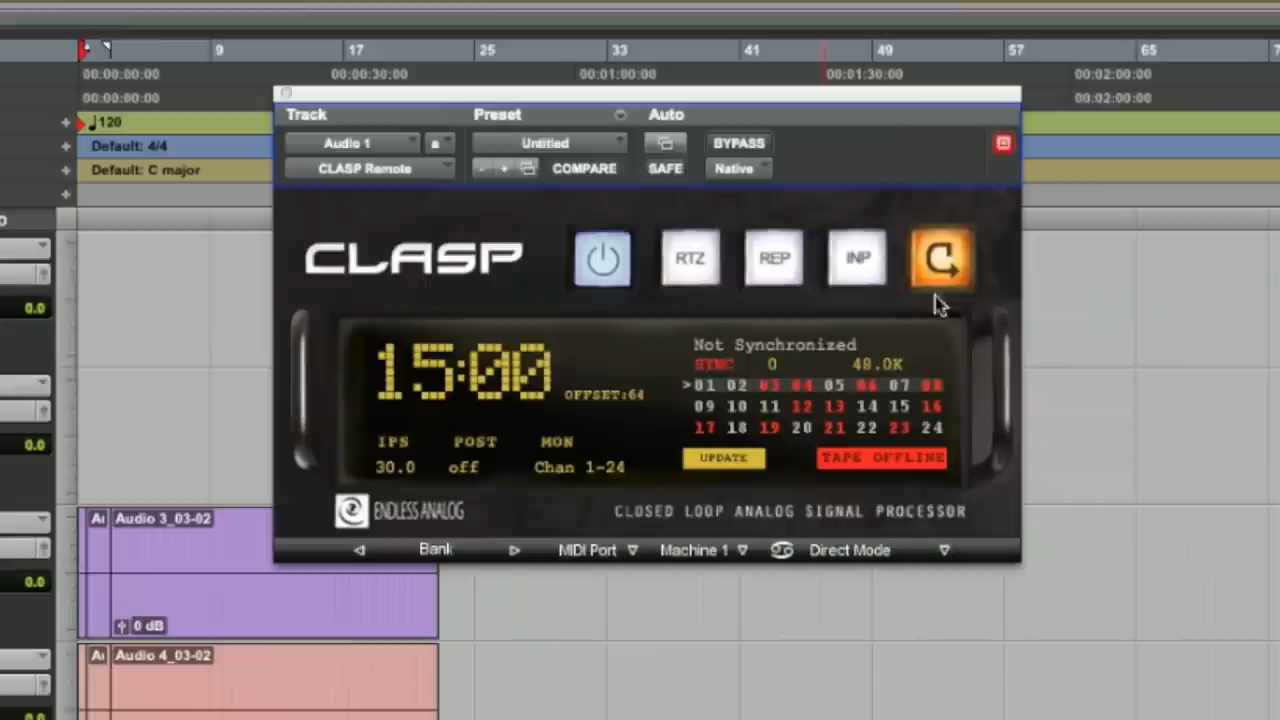 9 17 25 33 41 49 57 65
00:00:00:00 00:00:30:00 00:01:00:00 00:01:30:00 00:02:00:00
00:00:00:00 00:02:00:00
Track Preset Auto
♩120
Audio 1 a Untitled BYPASS
Default: 4/4
CLASP Remote - + COMPARE SAFE Native
Default: C major
CLASP RTZ REP INP
0.0
15:00 OFFSET:64
Not Synchronized
SYNC 0 48.0K
>01 02 03 04 05 06 07 08
09 10 11 12 13 14 15 16
17 18 19 20 21 22 23 24
IPS POST MON
0.0
30.0 off Chan 1-24
UPDATE TAPE OFFLINE
ENDLESS ANALOG CLOSED LOOP ANALOG SIGNAL PROCESSOR
Audio 3_03-02
Bank MIDI Port Machine 1 Direct Mode
0.0
0 dB
Audio 4_03-02
0.0